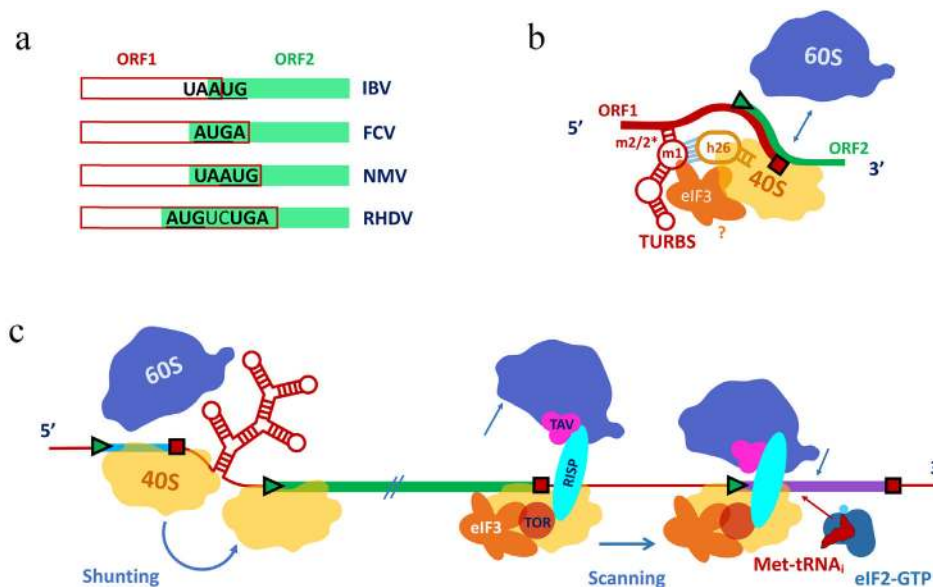 a
ORF1 ORF2
UAAUG IBV
AUGA FCV
UAAUG NMV
AUGUCUGA RHDV
b
60S
ORF1
5’
m2/2* m1 h26
ORF2
3’
40S
eIF3
TURBS ?
c
60S
5’
TAV
RISP
3
40S
eIF3 TOR
Met-tRNAi
eIF2-GTP
Shunting Scanning